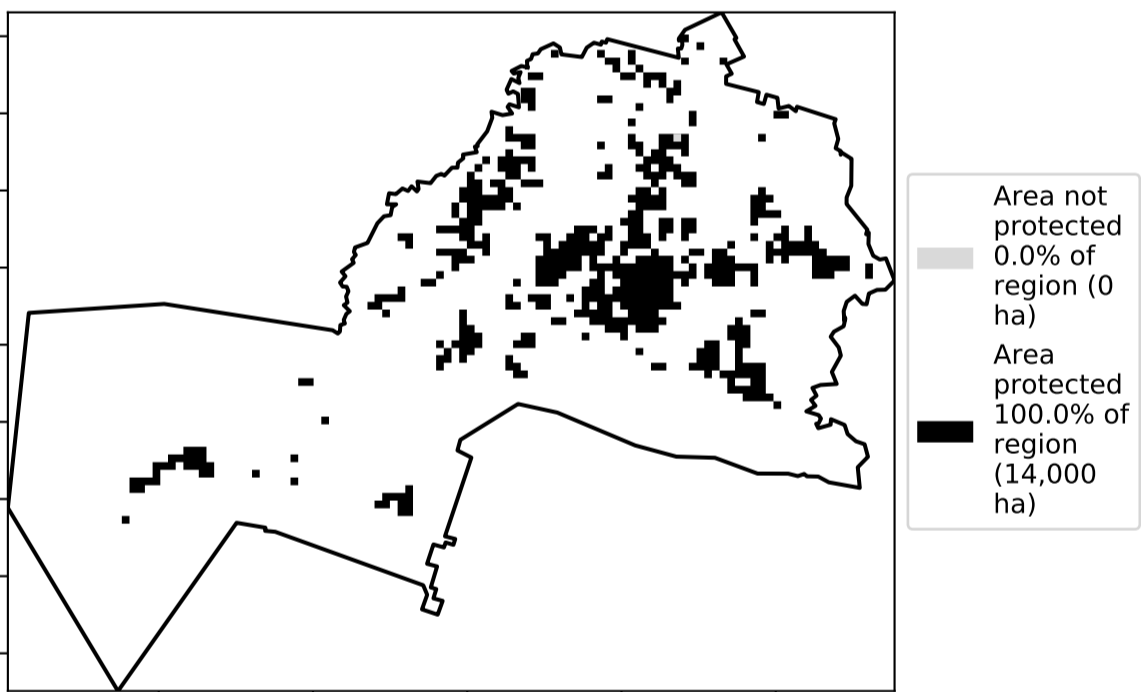 Area not
protected
0.0% of
region (0
ha)
Area
protected
100.0% of
region
(14,000
ha)